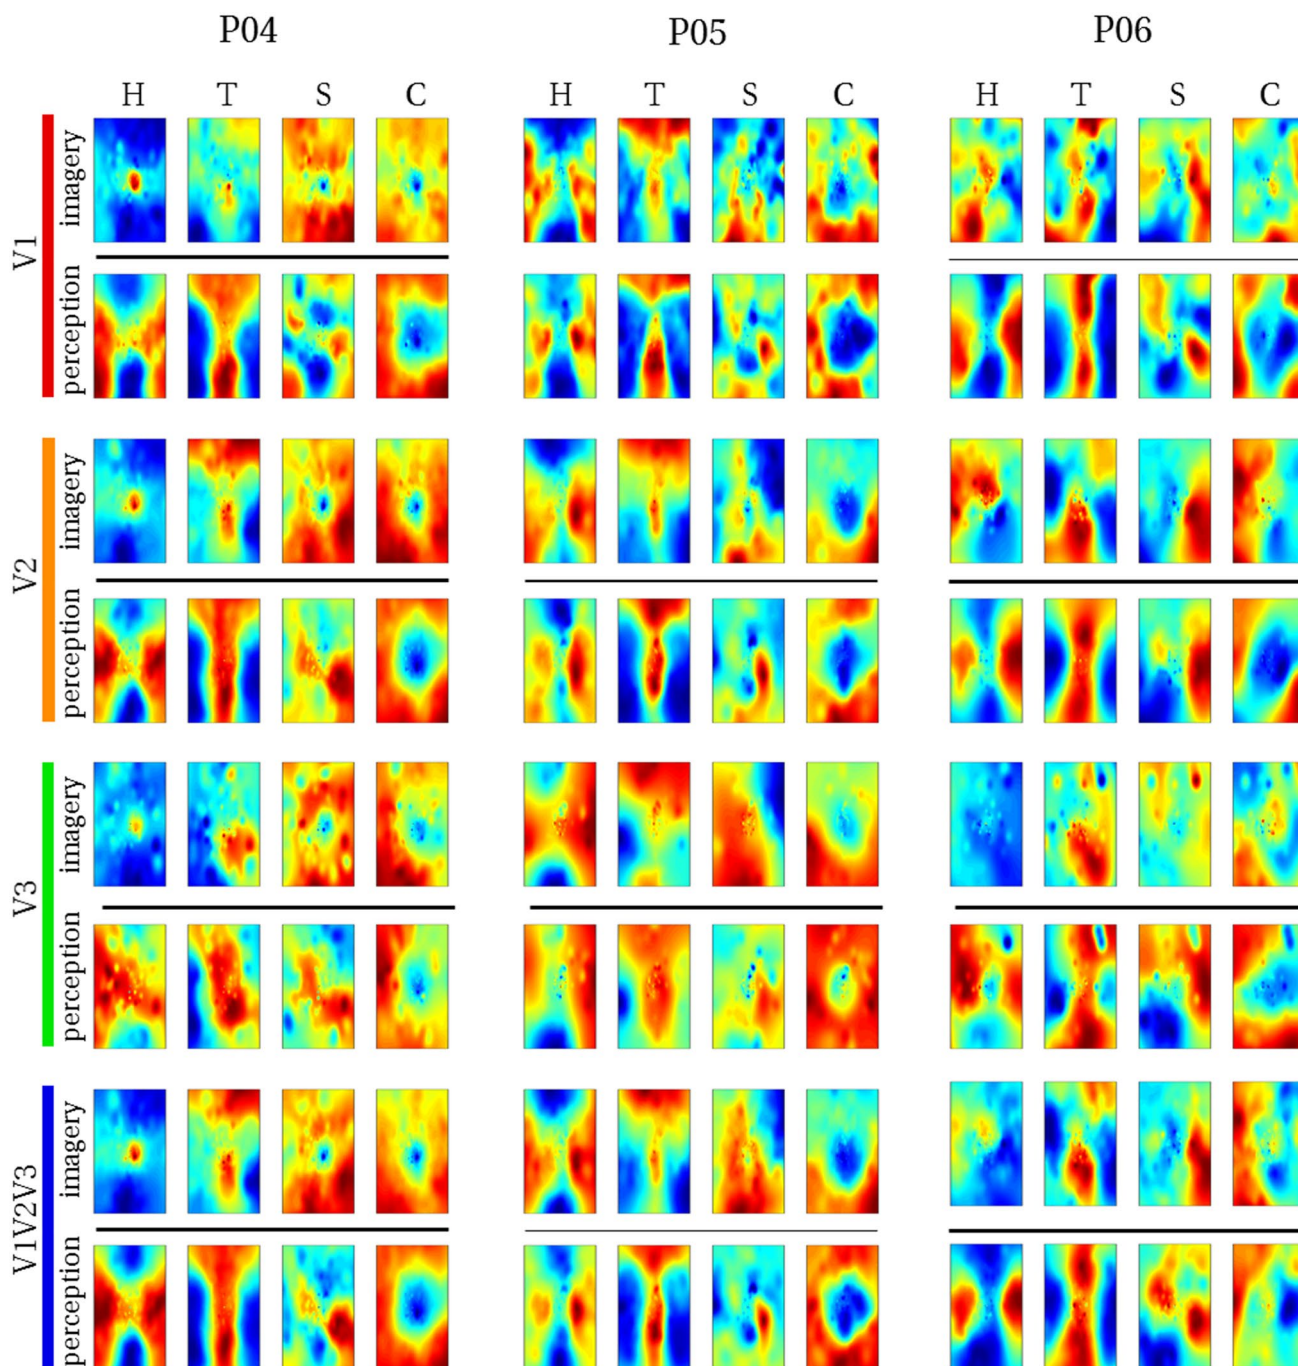 P04 P05 P06
H T S C H T S C H T S C
V1
imagery
perception
V2
imagery
perception
V3
imagery
perception
V1V2V3
imagery
perception